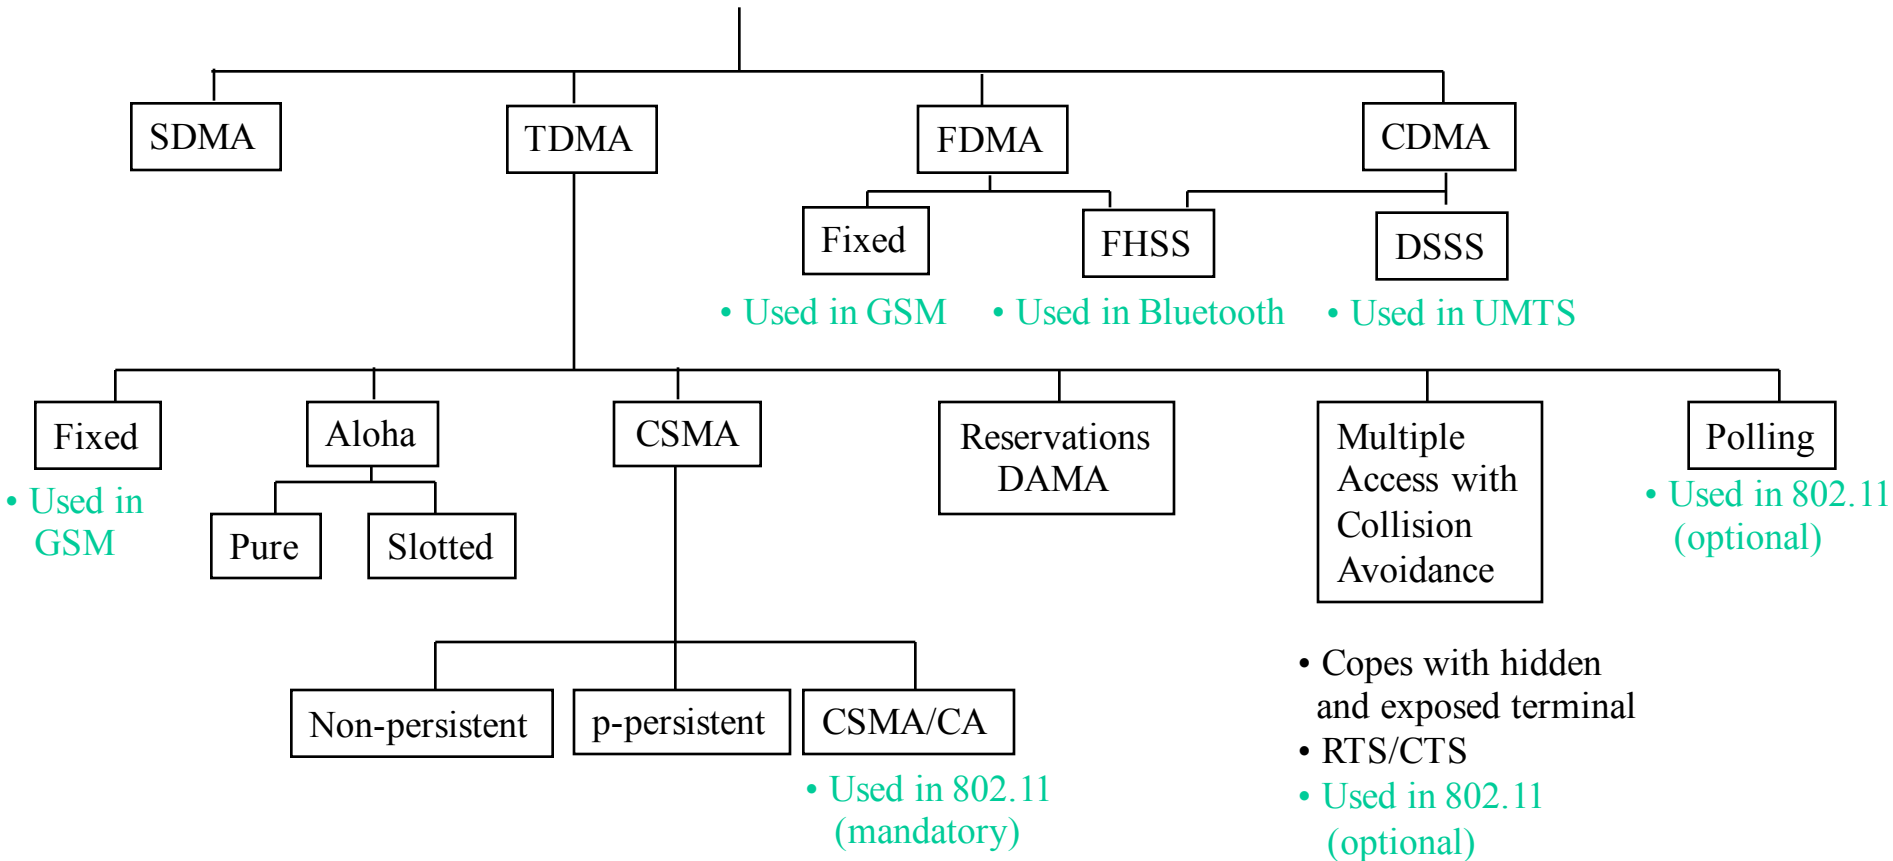 SDMA
TDMA
FDMA
CDMA
Fixed
FHSS
DSSS
• Used in GSM
• Used in Bluetooth
• Used in UMTS
Fixed
• Used in
GSM
Aloha
Pure
Slotted
CSMA
Non-persistent
p-persistent
CSMA/CA
• Used in 802.11
(mandatory)
Reservations
DAMA
Multiple
Access with
Collision
Avoidance
• Copes with hidden
and exposed terminal
• RTS/CTS
• Used in 802.11
(optional)
Polling
• Used in 802.11
(optional)